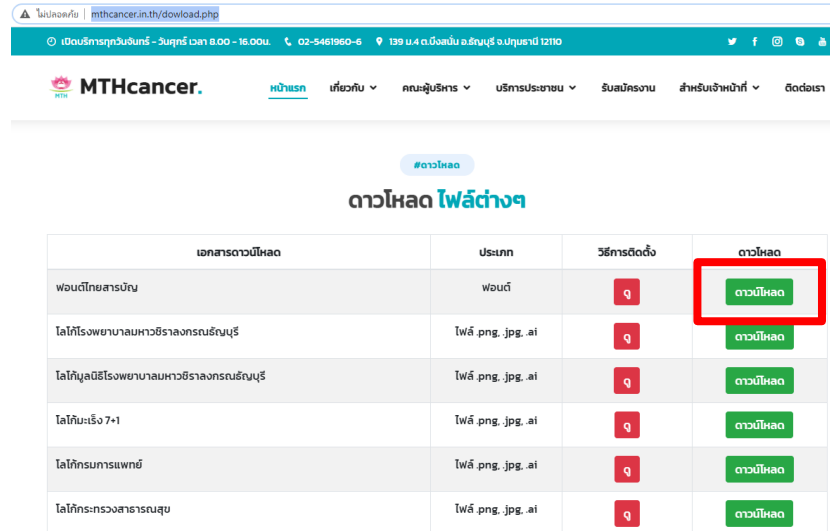 ไม่ปลอดภัย | mthcancer.in.th/dowload.php
เปิดบริการทุกวันจันทร์ - วันศุกร์ เวลา 8.00 - 16.00น. 02-5461960-6 139 ม.4 ต.บึงสนั่น อ.ธัญบุรี จ.ปทุมธานี 12110
MTH MTHcancer. หน้าแรก เกี่ยวกับ คณะผู้บริหาร บริการประชาชน รับสมัครงาน สำหรับเจ้าหน้าที่ ติดต่อเรา
#ดาวโหลด
ดาวโหลด ไฟล์ต่างๆ
เอกสารดาวน์โหลด ประเภท วิธีการติดตั้ง ดาวโหลด
ฟอนต์ไทยสารบัญ ฟอนต์ ดู ดาวน์โหลด
โลโก้โรงพยาบาลมหาวชิราลงกรณธัญบุรี ไฟล์ .png, .jpg, .ai ดู ดาวน์โหลด
โลโก้มูลนิธิโรงพยาบาลมหาวชิราลงกรณธัญบุรี ไฟล์ .png, .jpg, .ai ดู ดาวน์โหลด
โลโก้มะเร็ง 7+1 ไฟล์ .png, .jpg, .ai ดู ดาวน์โหลด
โลโก้กรมการแพทย์ ไฟล์ .png, .jpg, .ai ดู ดาวน์โหลด
โลโก้กระทรวงสาธารณสุข ไฟล์ .png, .jpg, .ai ดู ดาวน์โหลด